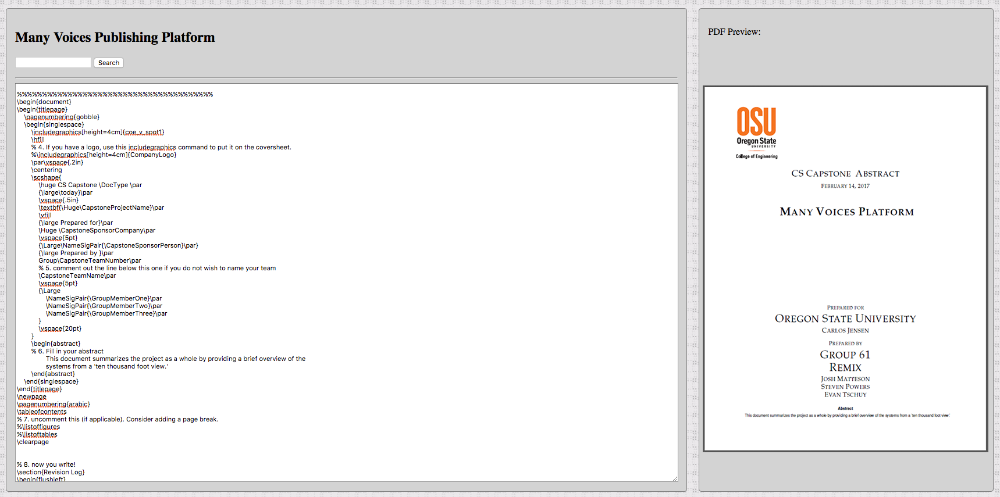 Many Voices Publishing Platform
Search
%%%%%%%%%%%%%%%%%%%%%%%%%%%%%%%%%%%%%%%
\begin{document}
\begin{titlepage}
\pagenumbering{gobble}
\begin{singlespace}
\includegraphics[height=4cm]{coe_v_spot1}
\hfill
% 4. If you have a logo, use this includegraphics command to put it on the coversheet.
%\includegraphics[height=4cm]{CompanyLogo}
\par\vspace{.2in}
\centering
\scshape{
\huge CS Capstone \DocType \par
{\large\today}\par
\vspace{.5in}
\textbf{\Huge\CapstoneProjectName}\par
\vfill
{\large Prepared for}\par
\Huge \CapstoneSponsorCompany\par
\vspace{5pt}
{\Large\NameSigPair{\CapstoneSponsorPerson}\par}
{\large Prepared by }\par
Group\CapstoneTeamNumber\par
% 5. comment out the line below this one if you do not wish to name your team
\CapstoneTeamName\par
\vspace{5pt}
{\Large
\NameSigPair{\GroupMemberOne}\par
\NameSigPair{\GroupMemberTwo}\par
\NameSigPair{\GroupMemberThree}\par
}
\vspace{20pt}
}
\begin{abstract}
% 6. Fill in your abstract
This document summarizes the project as a whole by providing a brief overview of the
systems from a 'ten thousand foot view.'
\end{abstract}
\end{singlespace}
\end{titlepage}
\newpage
\pagenumbering{arabic}
\tableofcontents
% 7. uncomment this (if applicable). Consider adding a page break.
%\listoffigures
%\listoftables
\clearpage
% 8. now you write!
\section{Revision Log}
\begin{flushleft}
PDF Preview:
OSU
Oregon State
UNIVERSITY
College of Engineering
CS Capstone Abstract
February 14, 2017
Many Voices Platform
Prepared for
Oregon State University
Carlos Jensen
Prepared by
Group 61
Remix
Josh Matteson
Steven Powers
Evan Tschuy
Abstract
This document summarizes the project as a whole by providing a brief overview of the systems from a 'ten thousand foot view.'